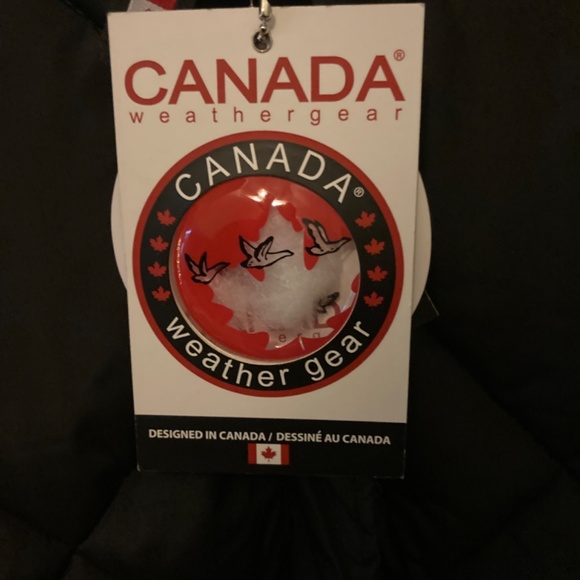 CANADA®
weathergear
CANADA®
weather gear
DESIGNED IN CANADA / DESSINÉ AU CANADA